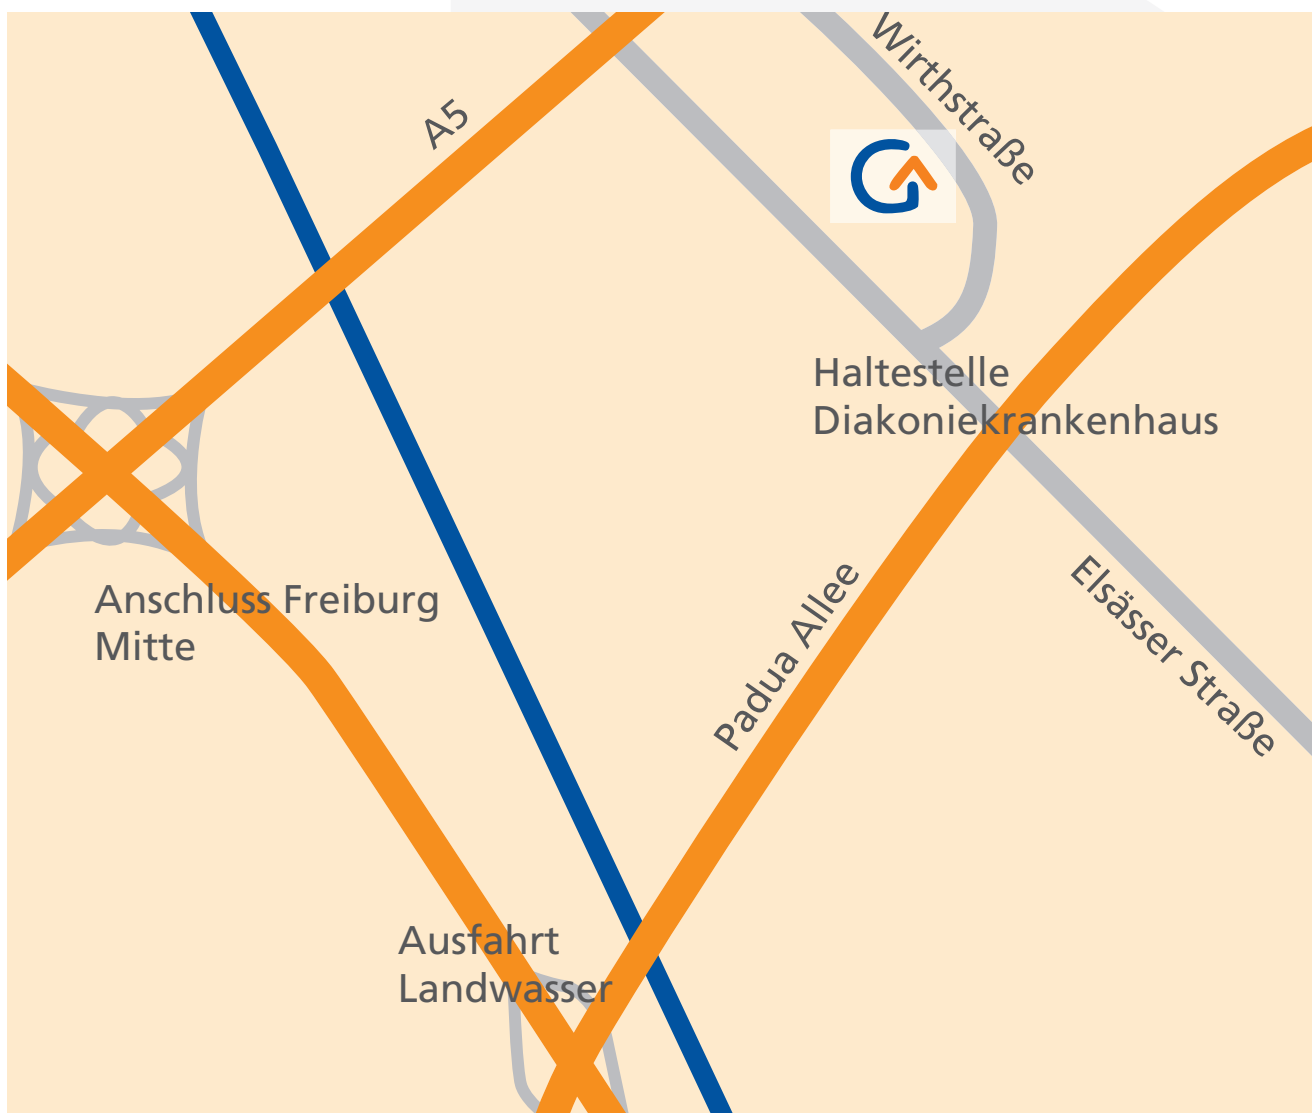 Wirthstraße
A5
Haltestelle
Diakoniekrankenhaus
Anschluss Freiburg
Mitte
Padua Allee
Elsässer Straße
Ausfahrt
Landwasser